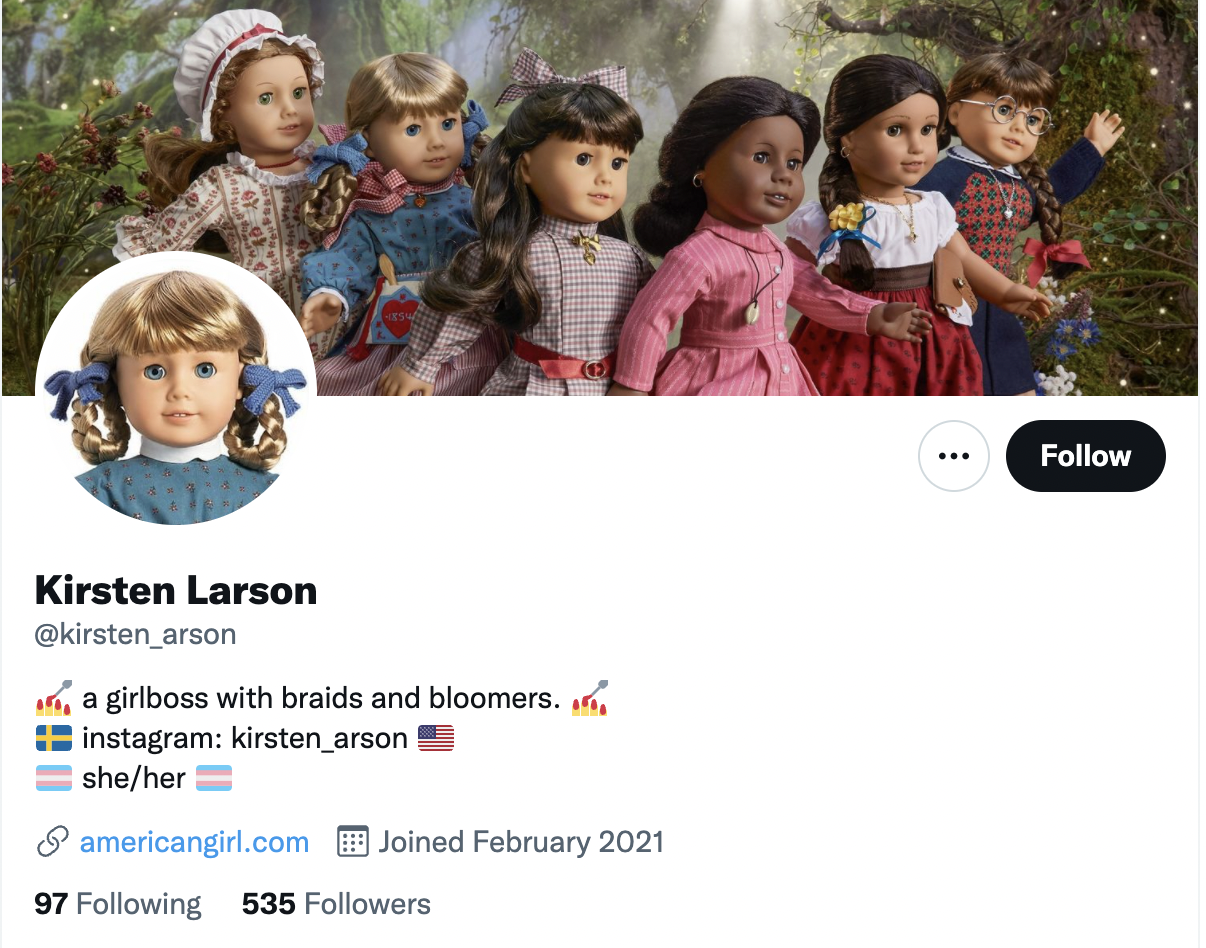 1854
Follow
Kirsten Larson
@kirsten_arson
💅 a girlboss with braids and bloomers. 💅
🇸🇪 instagram: kirsten_arson 🇺🇸
🏳️‍⚧️ she/her 🏳️‍⚧️
americangirl.com Joined February 2021
97 Following 535 Followers